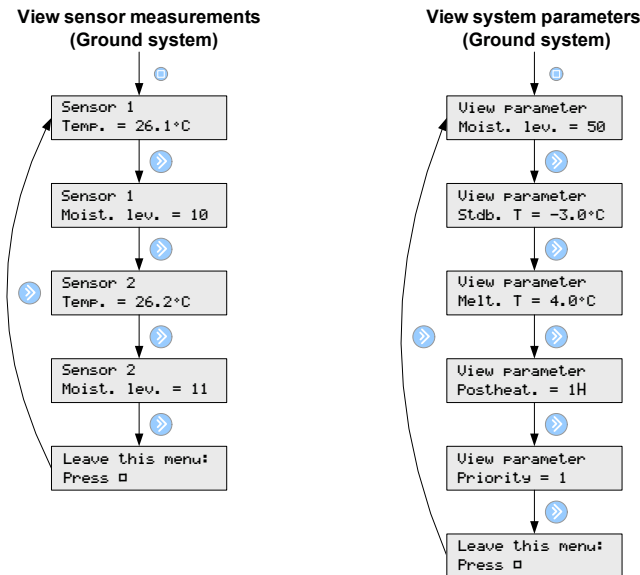 View sensor measurements
(Ground system)
Sensor 1
Temp. = 26.1°C
Sensor 1
Moist. lev. = 10
Sensor 2
Temp. = 26.2°C
Sensor 2
Moist. lev. = 11
Leave this menu:
Press □
View system parameters
(Ground system)
View parameter
Moist. lev. = 50
View parameter
Stdb. T = -3.0°C
View parameter
Melt. T = 4.0°C
View parameter
Postheat. = 1H
View parameter
Priority = 1
Leave this menu:
Press □